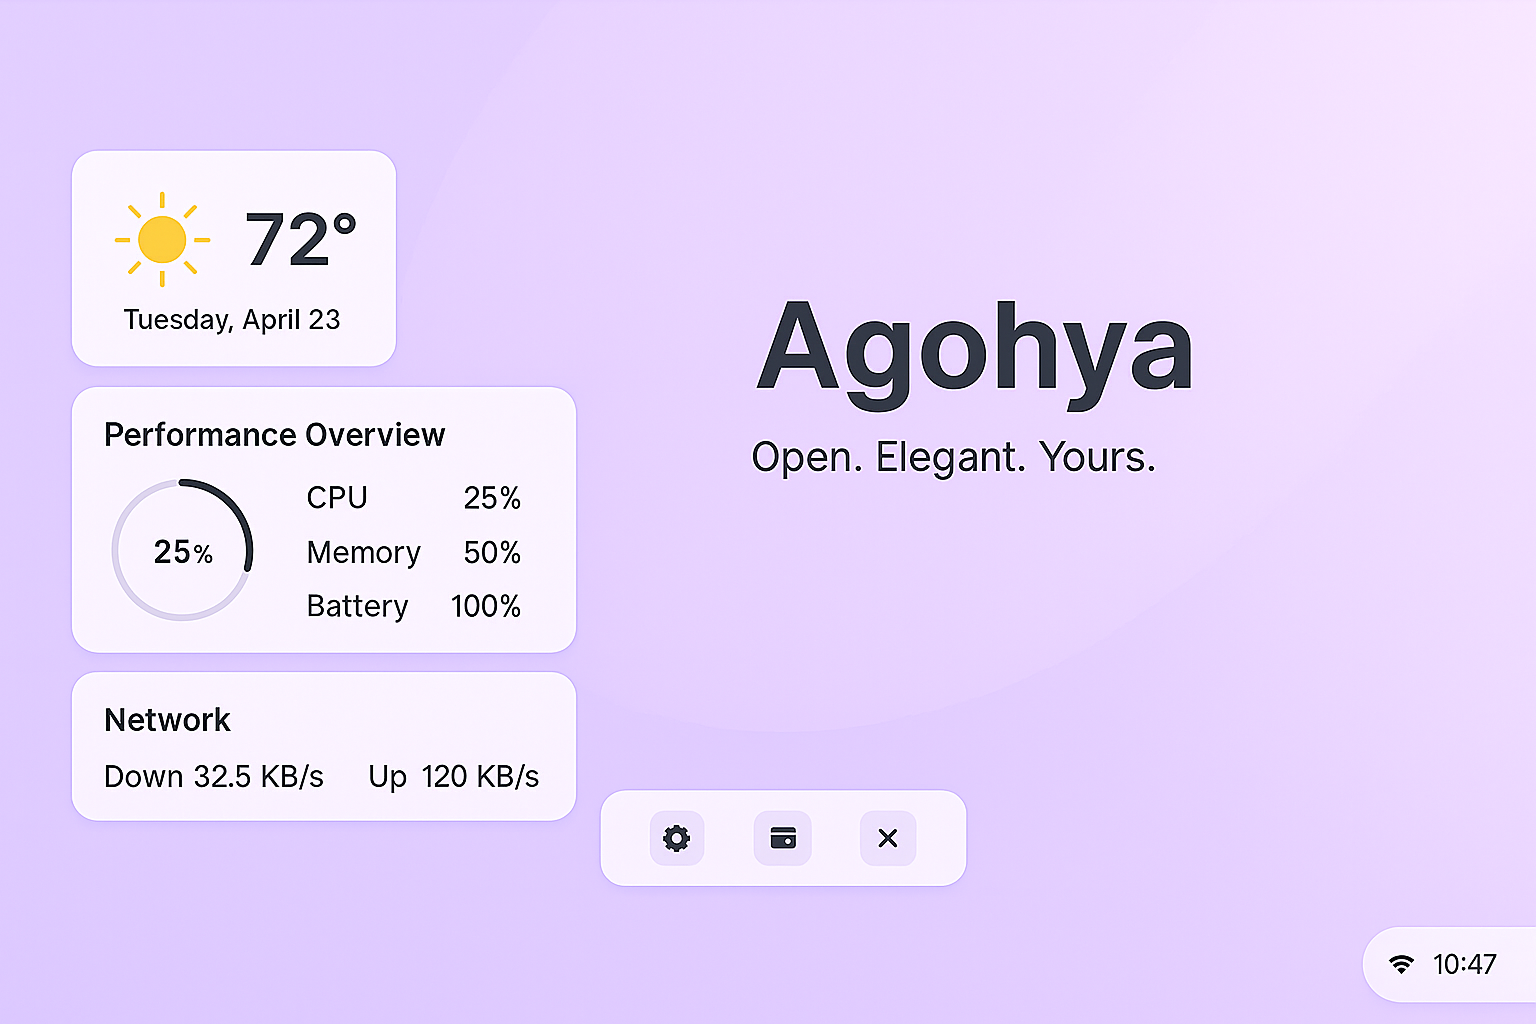 72°
Tuesday, April 23
Performance Overview
25%
CPU 25%
Memory 50%
Battery 100%
Network
Down 32.5 KB/s Up 120 KB/s
Agohya
Open. Elegant. Yours.
10:47